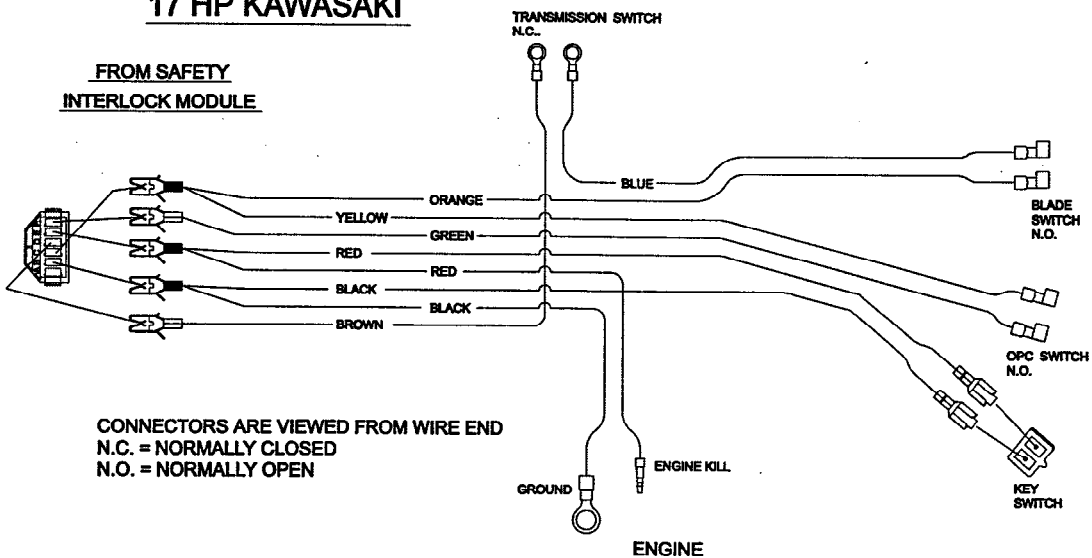 17 HP KAWASAKI
TRANSMISSION SWITCH
N.C..
FROM SAFETY
INTERLOCK MODULE
BLUE
ORANGE
YELLOW
GREEN
RED
RED
BLACK
BLACK
BROWN
BLADE
SWITCH
N.O.
OPC SWITCH
N.O.
CONNECTORS ARE VIEWED FROM WIRE END
N.C. = NORMALLY CLOSED
N.O. = NORMALLY OPEN
GROUND
ENGINE KILL
KEY
SWITCH
ENGINE